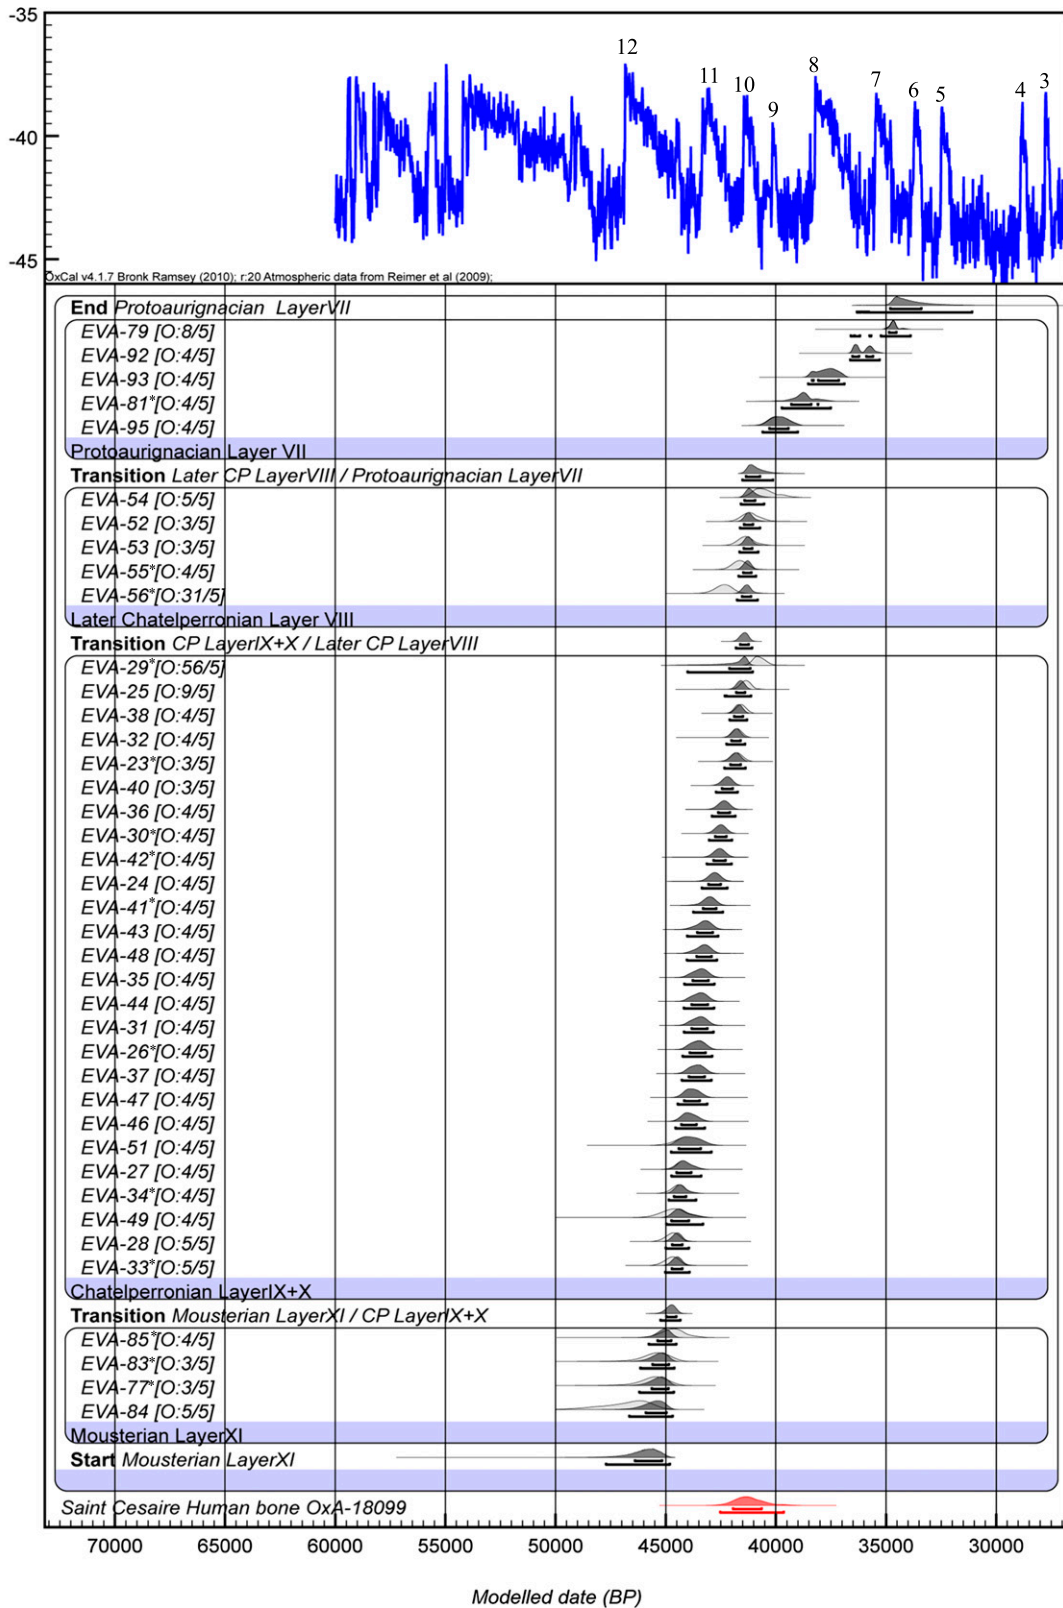 -35
12
11
10
9
8
7
6
5
4
3
-40
-45
OxCal v4.1.7 Bronk Ramsey (2010); r:20 Atmospheric data from Reimer et al (2009);
End Protoaurignacian LayerVII
EVA-79 [O:8/5]
EVA-92 [O:4/5]
EVA-93 [O:4/5]
EVA-81*[O:4/5]
EVA-95 [O:4/5]
Protoaurignacian Layer VII
Transition Later CP LayerVIII / Protoaurignacian LayerVII
EVA-54 [O:5/5]
EVA-52 [O:3/5]
EVA-53 [O:3/5]
EVA-55*[O:4/5]
EVA-56*[O:31/5]
Later Chatelperronian Layer VIII
Transition CP LayerIX+X / Later CP LayerVIII
EVA-29*[O:56/5]
EVA-25 [O:9/5]
EVA-38 [O:4/5]
EVA-32 [O:4/5]
EVA-23*[O:3/5]
EVA-40 [O:3/5]
EVA-36 [O:4/5]
EVA-30*[O:4/5]
EVA-42*[O:4/5]
EVA-24 [O:4/5]
EVA-41*[O:4/5]
EVA-43 [O:4/5]
EVA-48 [O:4/5]
EVA-35 [O:4/5]
EVA-44 [O:4/5]
EVA-31 [O:4/5]
EVA-26*[O:4/5]
EVA-37 [O:4/5]
EVA-47 [O:4/5]
EVA-46 [O:4/5]
EVA-51 [O:4/5]
EVA-27 [O:4/5]
EVA-34*[O:4/5]
EVA-49 [O:4/5]
EVA-28 [O:5/5]
EVA-33*[O:5/5]
Chatelperronian LayerIX+X
Transition Mousterian LayerXI / CP LayerIX+X
EVA-85*[O:4/5]
EVA-83*[O:3/5]
EVA-77*[O:3/5]
EVA-84 [O:5/5]
Mousterian LayerXI
Start Mousterian LayerXI
Saint Cesaire Human bone OxA-18099
70000 65000 60000 55000 50000 45000 40000 35000 30000
Modelled date (BP)